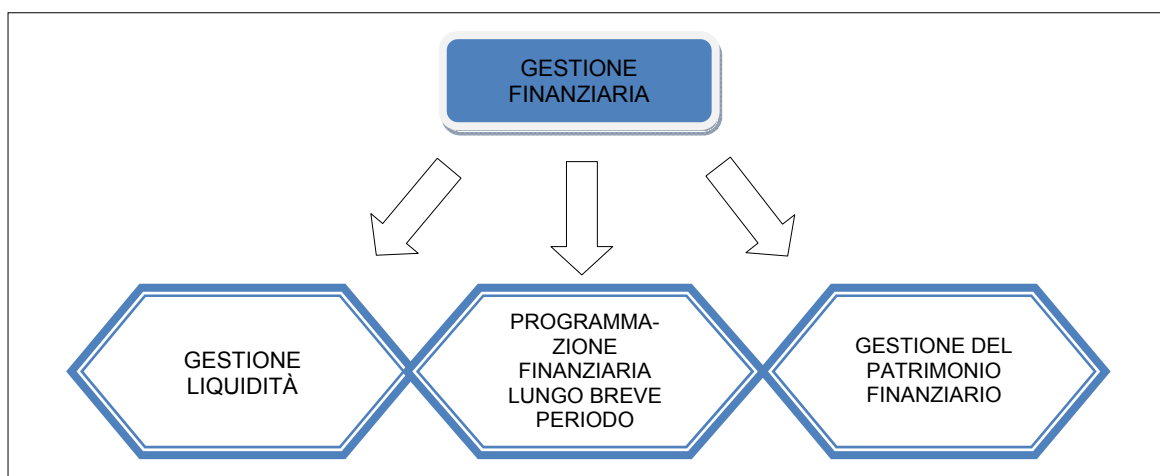 GESTIONE
FINANZIARIA
GESTIONE
LIQUIDITÀ
PROGRAMMA-
ZIONE
FINANZIARIA
LUNGO BREVE
PERIODO
GESTIONE DEL
PATRIMONIO
FINANZIARIO